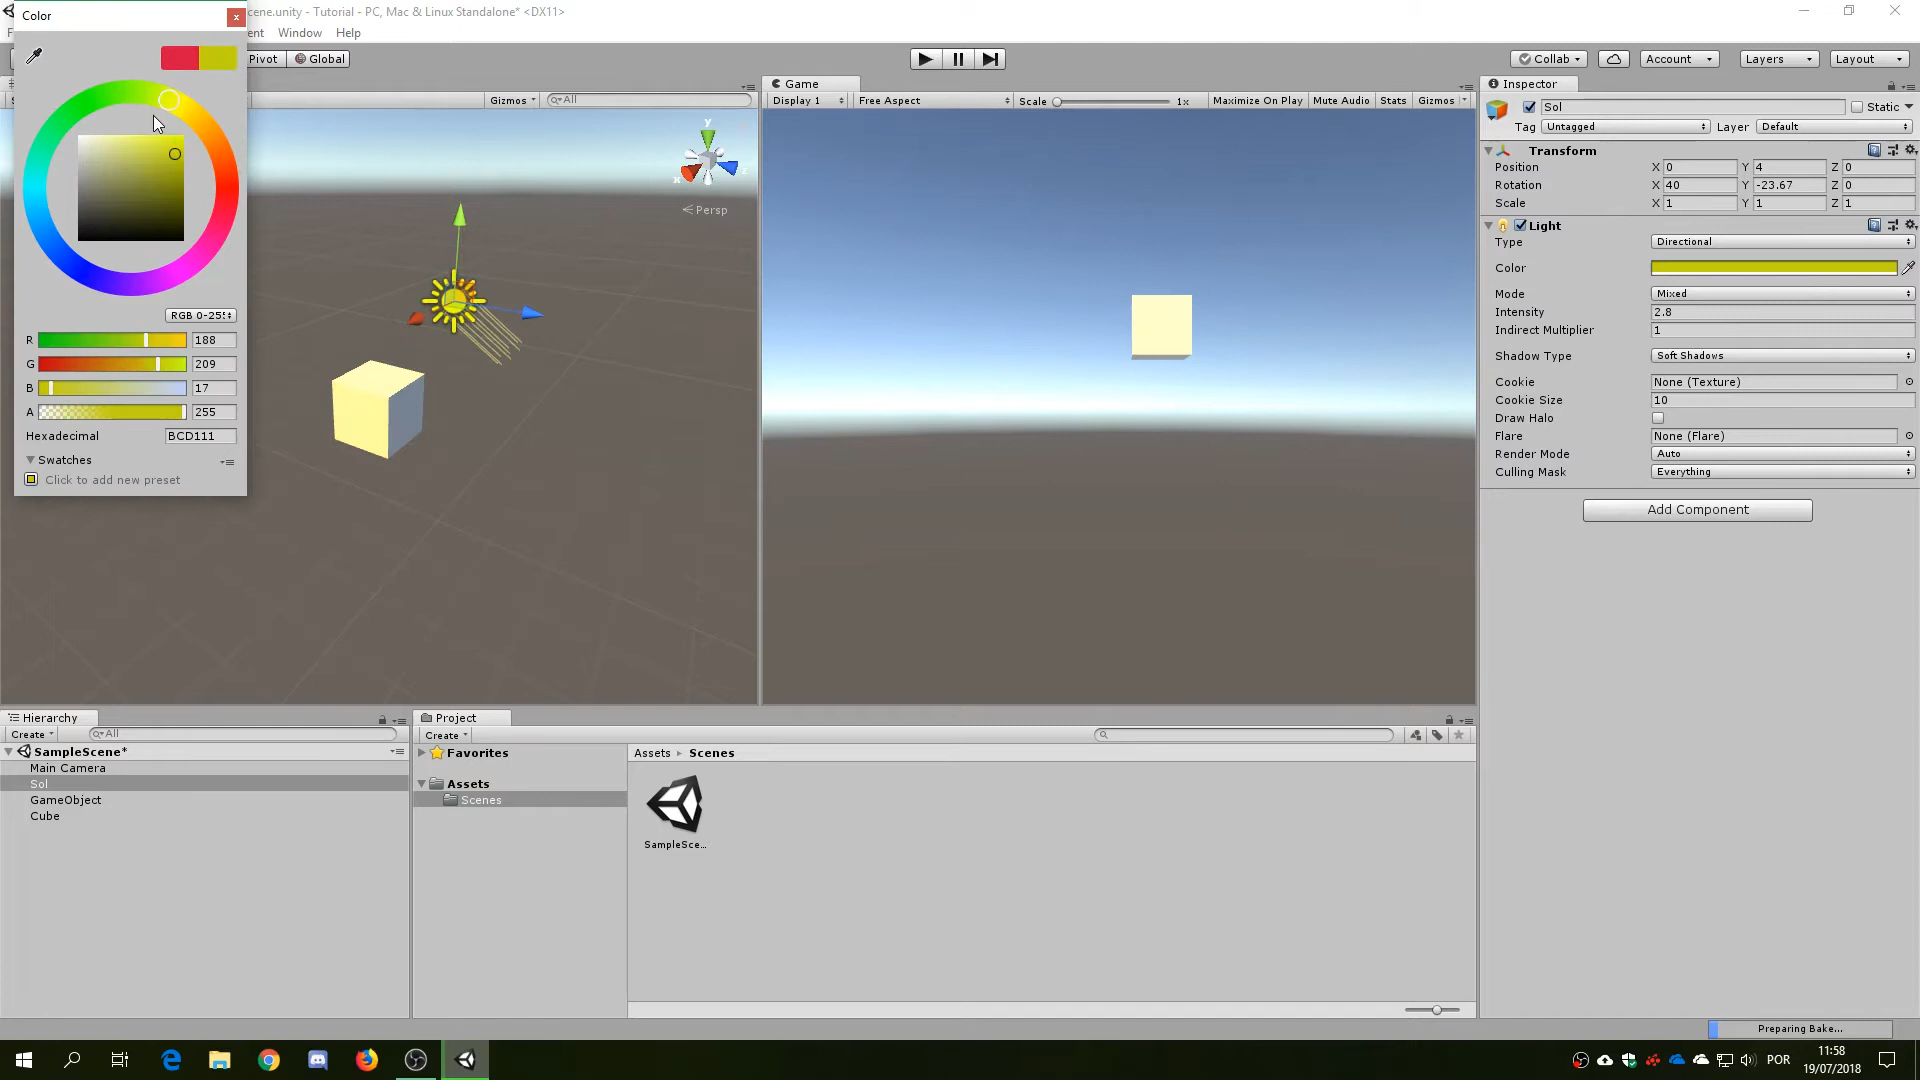 Color
cene.unity - Tutorial - PC, Mac & Linux Standalone* <DX11>
ent Window Help
Pivot Global
Collab Account Layers Layout
Gizmos All
y
x z
Persp
RGB 0-255
R 188
G 209
B 17
A 255
Hexadecimal BCD111
Swatches
Click to add new preset
Game
Display 1 Free Aspect Scale 1x Maximize On Play Mute Audio Stats Gizmos
Inspector
Sol Static
Tag Untagged Layer Default
Transform
Position X 0 Y 4 Z 0
Rotation X 40 Y -23.67 Z 0
Scale X 1 Y 1 Z 1
Light
Type Directional
Color
Mode Mixed
Intensity 2.8
Indirect Multiplier 1
Shadow Type Soft Shadows
Cookie None (Texture)
Cookie Size 10
Draw Halo
Flare None (Flare)
Render Mode Auto
Culling Mask Everything
Add Component
Hierarchy
Create All
SampleScene*
Main Camera
Sol
GameObject
Cube
Project
Create
Favorites
Assets
Scenes
Assets Scenes
SampleSce...
Preparing Bake...
POR
11:58
19/07/2018